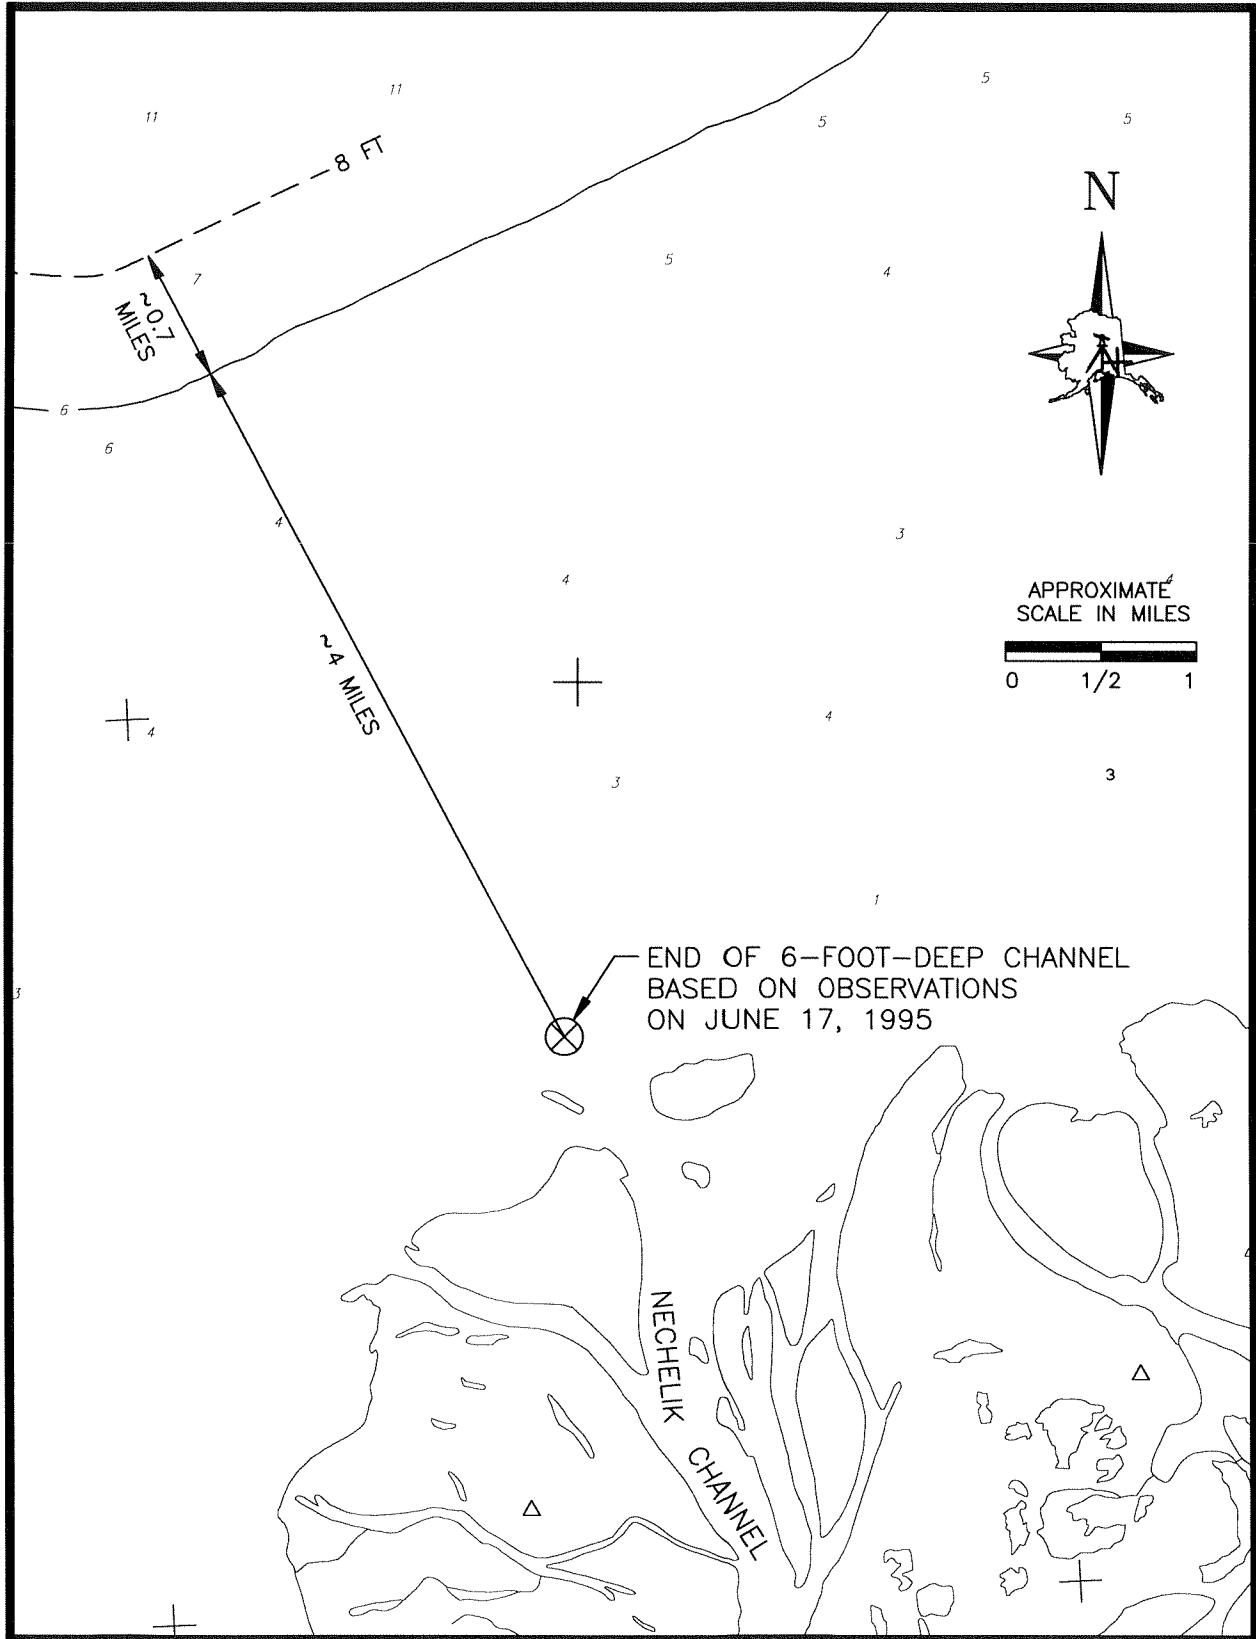 11
11
5
5
5
8 FT
N
5
4
7
~0.7
MILES
6
6
4
3
4
4
APPROXIMATE
SCALE IN MILES
0 1/2 1
~4 MILES
4
4
3
3
1
END OF 6-FOOT-DEEP CHANNEL
BASED ON OBSERVATIONS
ON JUNE 17, 1995
3
NECHELIK CHANNEL